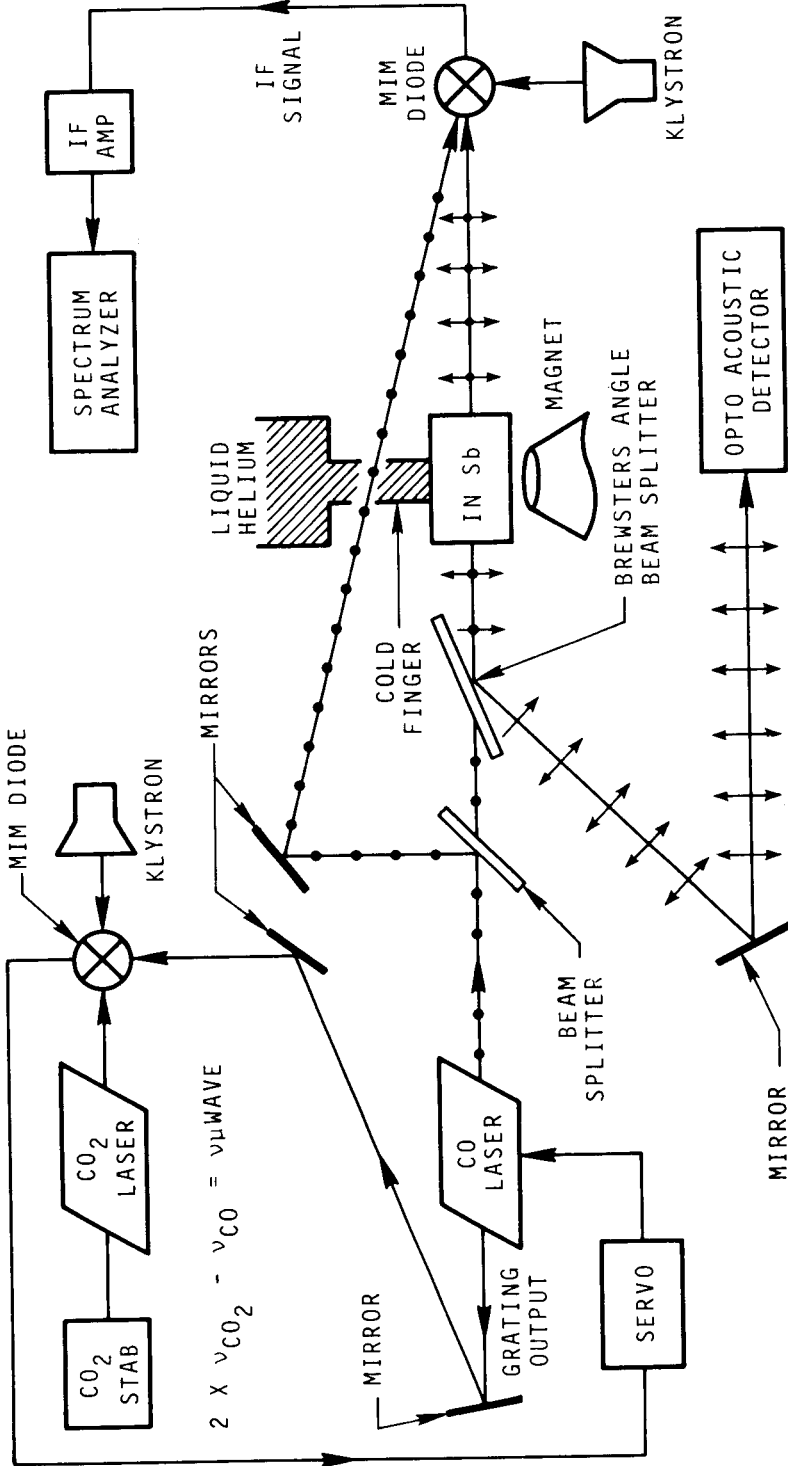 CO2
STAB
CO2
LASER
2 X νCO2 - νCO = νμWAVE
MIM DIODE
KLYSTRON
MIRRORS
LIQUID
HELIUM
COLD
FINGER
SPECTRUM
ANALYZER
IF
AMP
IF
SIGNAL
MIM
DIODE
KLYSTRON
MIRROR
GRATING
OUTPUT
CO
LASER
SERVO
BEAM
SPLITTER
IN Sb
MAGNET
BREWSTERS ANGLE
BEAM SPLITTER
MIRROR
OPTO ACOUSTIC
DETECTOR